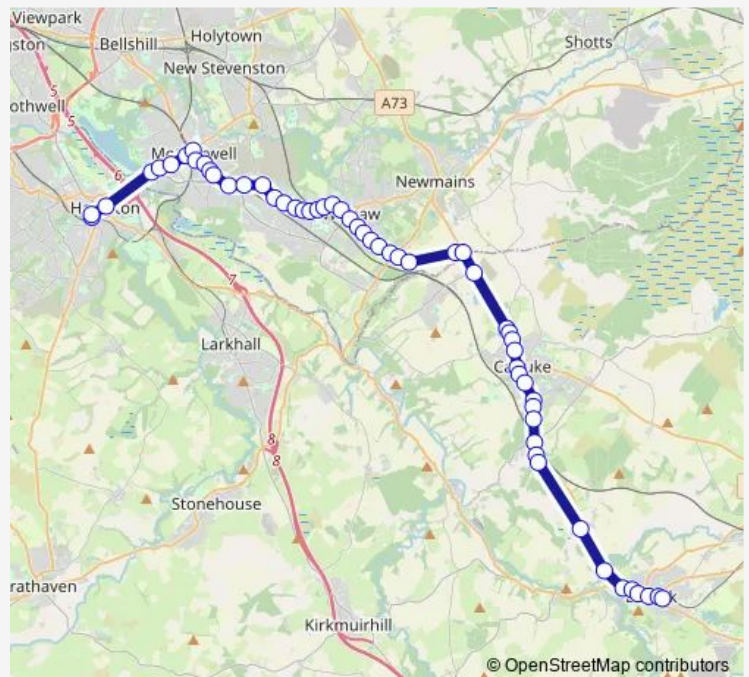 Viewpark
Holytown
Bellshill
Shotts
New Stevenston
5
5
A73
6
Newmains
7
Larkhall
8
8
Stonehouse
Kirkmuirhill
© OpenStreetMap contributors